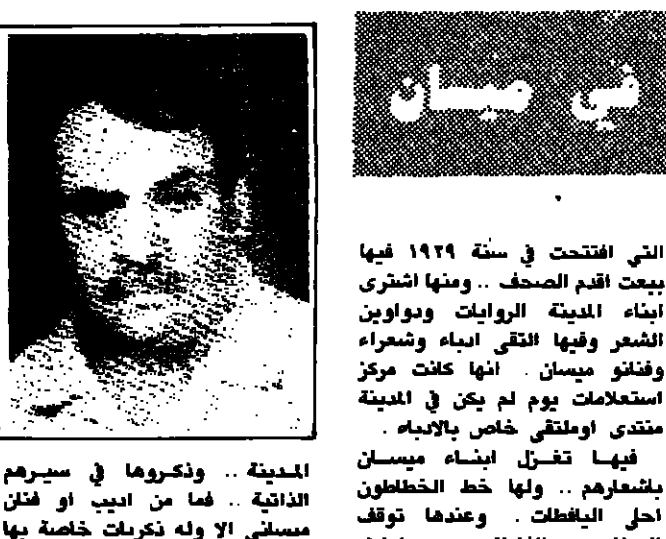 في ميسان
التي افتتحت في سنة ١٩٢٩ فيها
بيعت اقدم الصحف .. ومنها اشترى
ابناء المدينة الروايات ودواوين
الشعر وفيها التقى ادباء وشعراء
وفنانو ميسان . انها كانت مركز
استعلامات يوم لم يكن في المدينة
منتدى اوملتقى خاص بالادباء .
فيها تغزل ابناء ميسان
باشعارهم .. ولها خط الخطاطون
احلى اليافطات . وعندها توقف
المدينة .. وذكروها في سيرهم
الذاتية .. فما من اديب او فنان
ميساني الا وله ذكريات خاصة بها